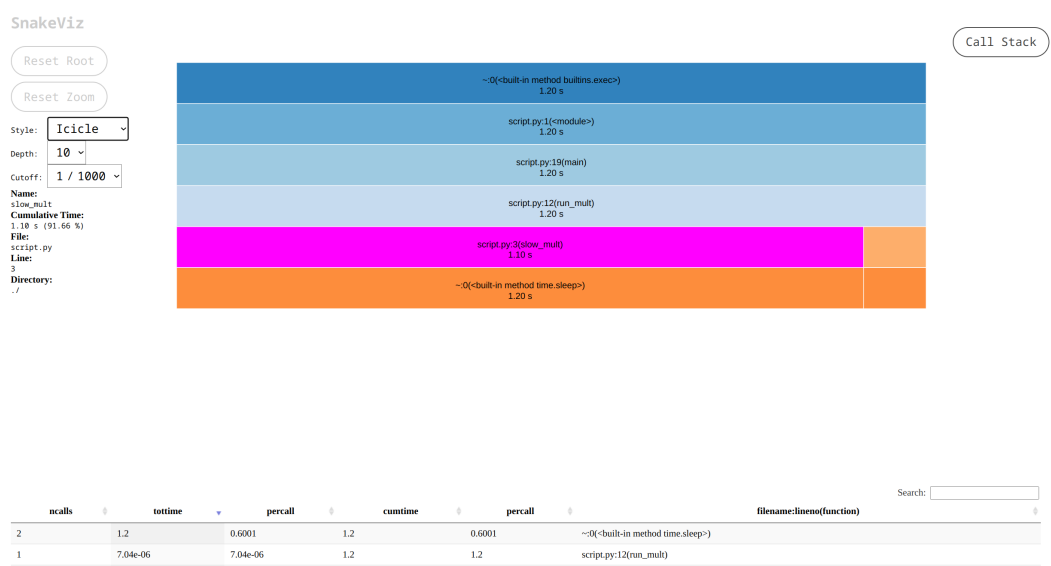 SnakeViz
Reset Root
Reset Zoom
Style: Icicle
Depth: 10
Cutoff: 1 / 1000
Name:
slow_mult
Cumulative Time:
1.10 s (91.66 %)
File:
script.py
Line:
3
Directory:
./
Call Stack
~:0(<built-in method builtins.exec>)
1.20 s
script.py:1(<module>)
1.20 s
script.py:19(main)
1.20 s
script.py:12(run_mult)
1.20 s
script.py:3(slow_mult)
1.10 s
~:0(<built-in method time.sleep>)
1.20 s
Search:
ncalls tottime percall cumtime percall filename:lineno(function)
2 1.2 0.6001 1.2 0.6001 ~:0(<built-in method time.sleep>)
1 7.04e-06 7.04e-06 1.2 1.2 script.py:12(run_mult)